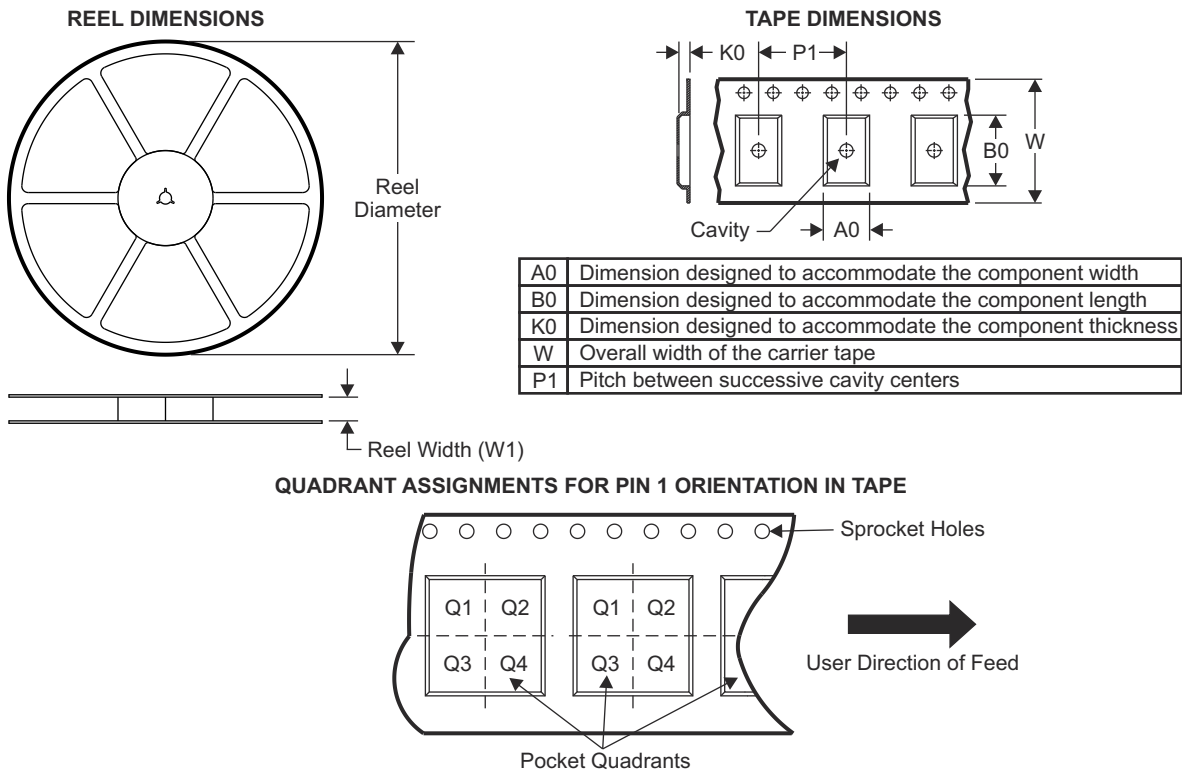 REEL DIMENSIONS
Reel
Diameter
Reel Width (W1)
TAPE DIMENSIONS
K0
P1
B0
W
Cavity
A0
A0 Dimension designed to accommodate the component width
B0 Dimension designed to accommodate the component length
K0 Dimension designed to accommodate the component thickness
W Overall width of the carrier tape
P1 Pitch between successive cavity centers
QUADRANT ASSIGNMENTS FOR PIN 1 ORIENTATION IN TAPE
Sprocket Holes
Q1 Q2 Q1 Q2
Q3 Q4 Q3 Q4
User Direction of Feed
Pocket Quadrants